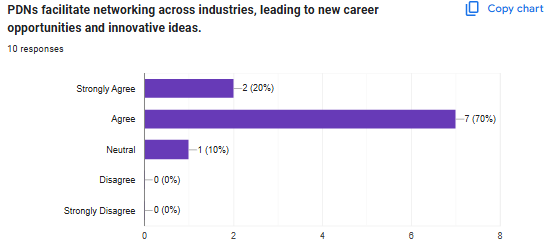 PDNs facilitate networking across industries, leading to new career
opportunities and innovative ideas.
Copy chart
10 responses
Strongly Agree 2 (20%)
Agree 7 (70%)
Neutral 1 (10%)
Disagree 0 (0%)
Strongly Disagree 0 (0%)
0 2 4 6 8